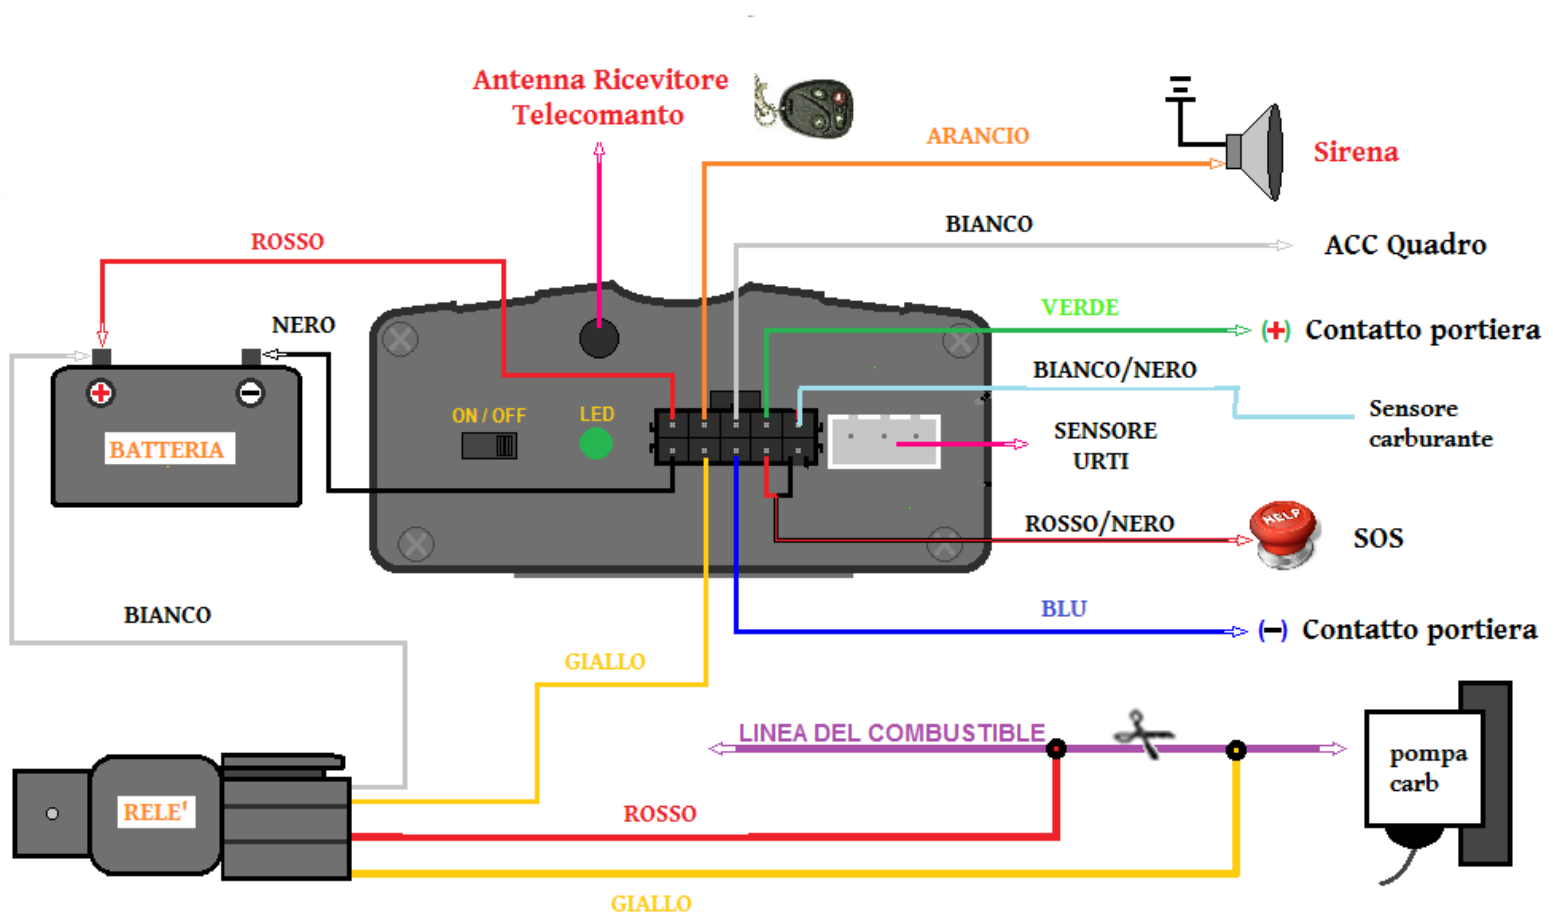 Antenna Ricevitore
Telecomanto
ARANCIO
Sirena
BIANCO
ACC Quadro
ROSSO
VERDE
(+) Contatto portiera
NERO
BIANCO/NERO
Sensore
carburante
ON / OFF
LED
+
−
BATTERIA
SENSORE
URTI
HELP
ROSSO/NERO
SOS
BIANCO
BLU
(−) Contatto portiera
GIALLO
LINEA DEL COMBUSTIBLE
pompa
carb
RELE'
ROSSO
GIALLO